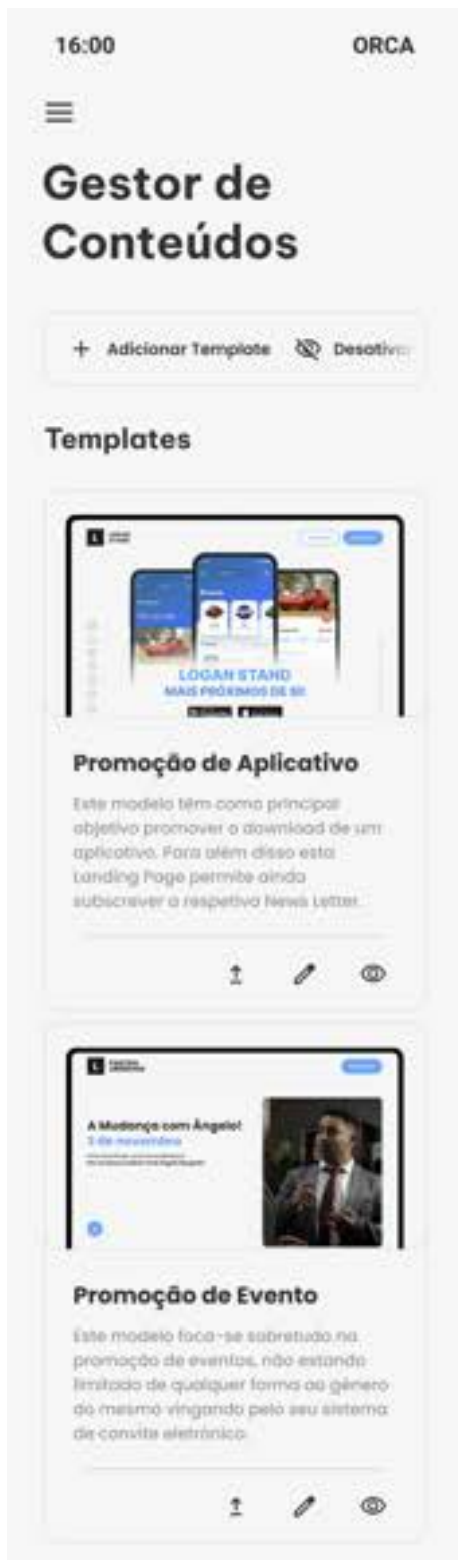 16:00 ORCA
Gestor de
Conteúdos
+ Adicionar Template Desativar
Templates
LOGAN STAND
MAIS PRÓXIMOS DE SI!
Promoção de Aplicativo
Este modelo têm como principal
objetivo promover o download de um
aplicativo. Para além disso esta
Landing Page permite ainda
subscrever a respetiva News Letter.
A Mudança com Ângelo!
3 de novembro
Promoção de Evento
Este modelo foca-se sobretudo na
promoção de eventos, não estando
limitado de qualquer forma ao género
do mesmo vingando pelo seu sistema
de convite eletrónico.